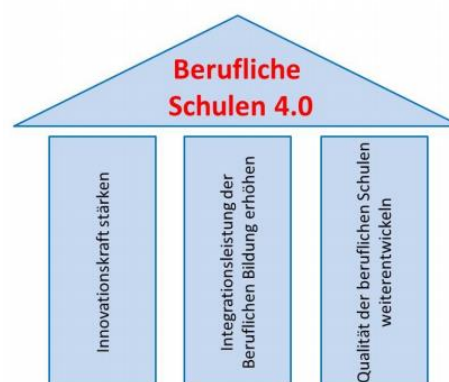 Berufliche
Schulen 4.0
Innovationskraft stärken
Integrationsleistung der
Beruflichen Bildung erhöhen
Qualität der beruflichen Schulen
weiterentwickeln